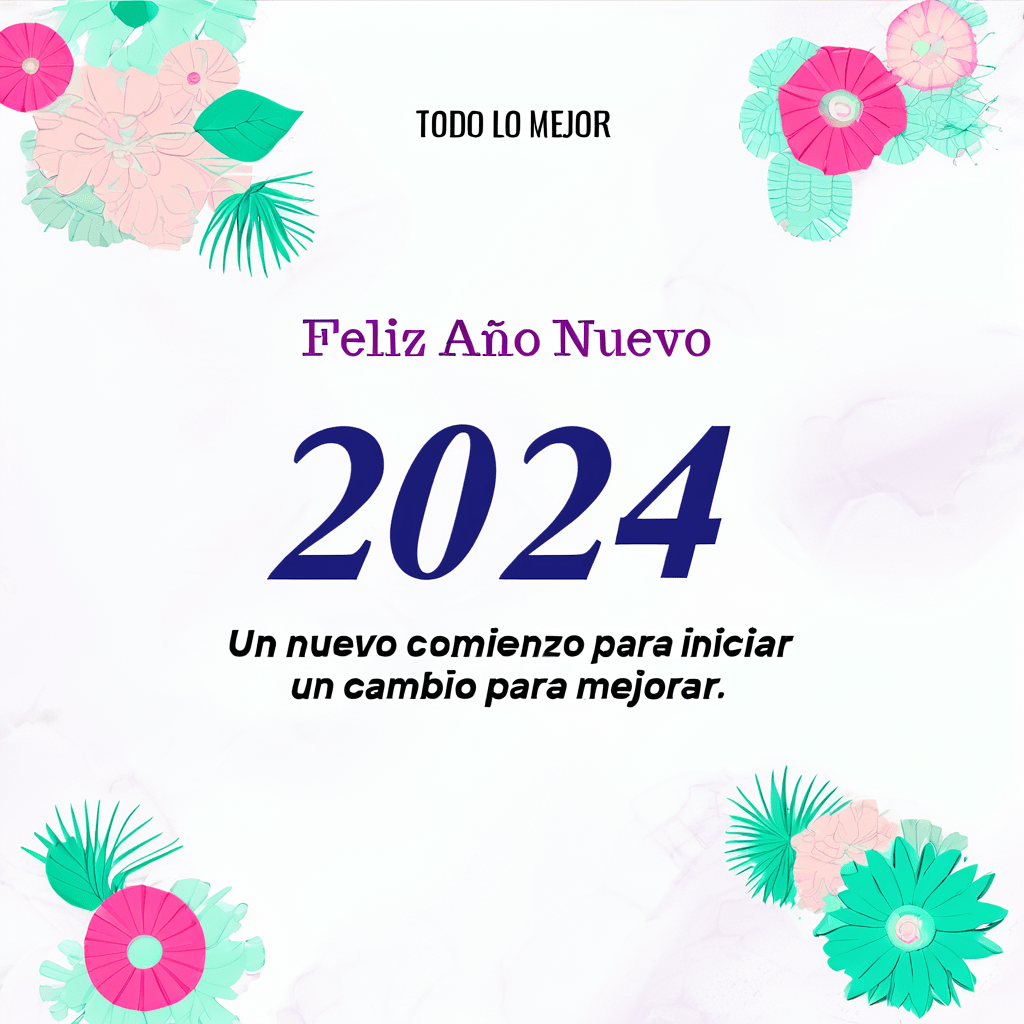 TODO LO MEJOR
Feliz Año Nuevo
2024
Un nuevo comienzo para iniciar
un cambio para mejorar.